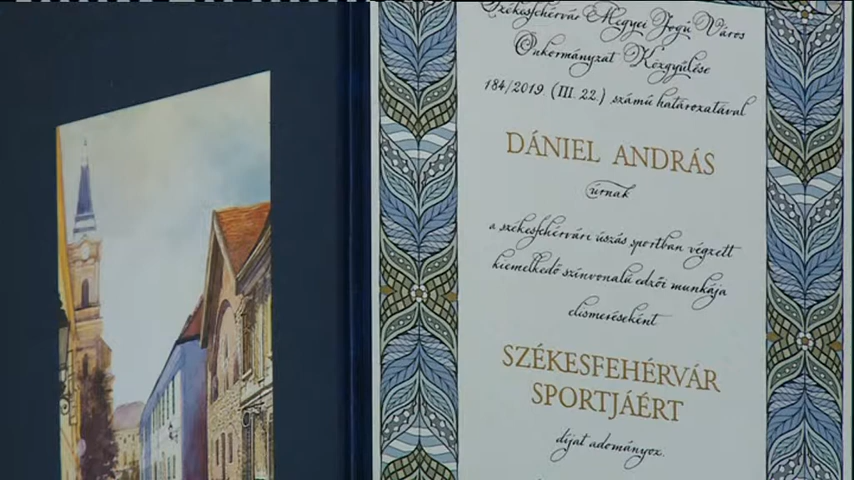 Székesfehérvár Megyei Jogú Város
Önkormányzat Közgyűlése
184/2019. (III. 22.) számú határozatával
DÁNIEL ANDRÁS
úrnak
a székesfehérvári úszás sportban végzett
kiemelkedő színvonalú edzői munkája
elismeréseként
SZÉKESFEHÉRVÁR
SPORTJÁÉRT
díjat adományoz.